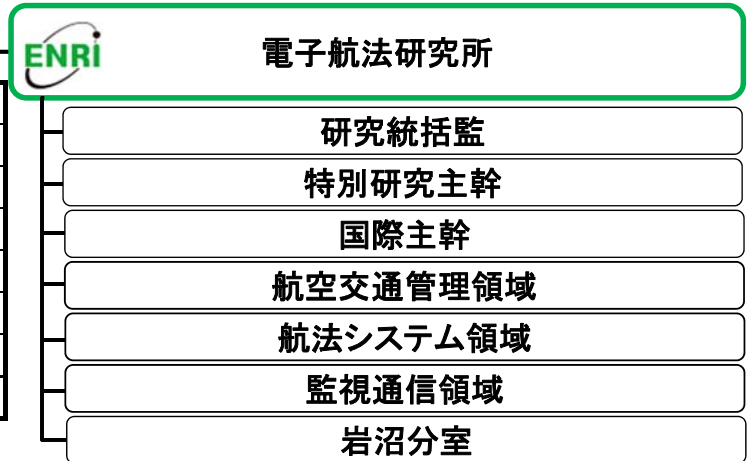 ENRI
電子航法研究所
研究統括監
特別研究主幹
国際主幹
航空交通管理領域
航法システム領域
監視通信領域
岩沼分室